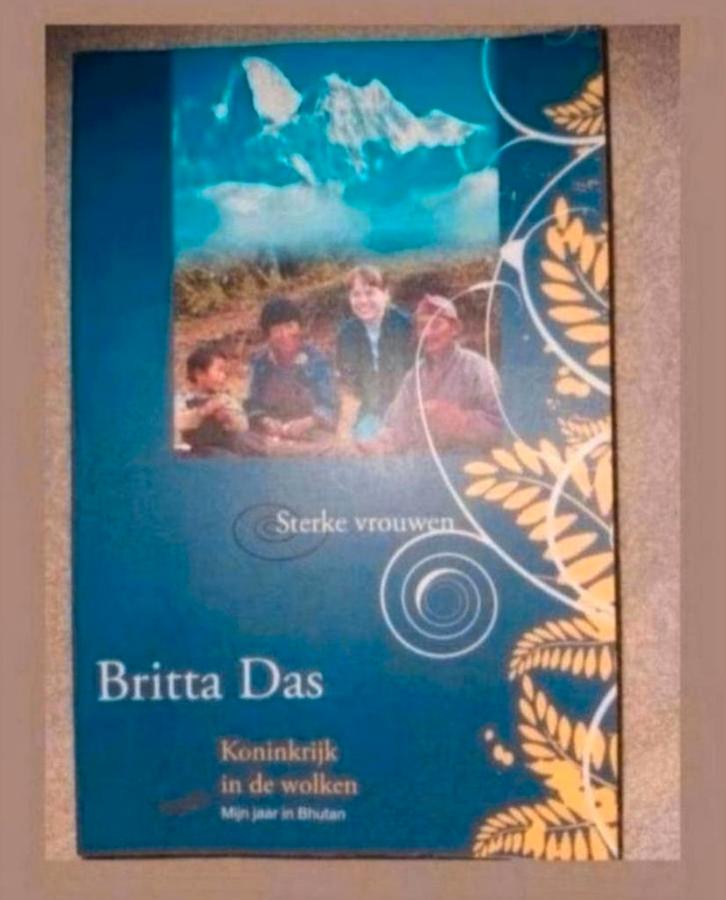 Sterke vrouwen
Britta Das
Koninkrijk
in de wolken
Mijn jaar in Bhutan